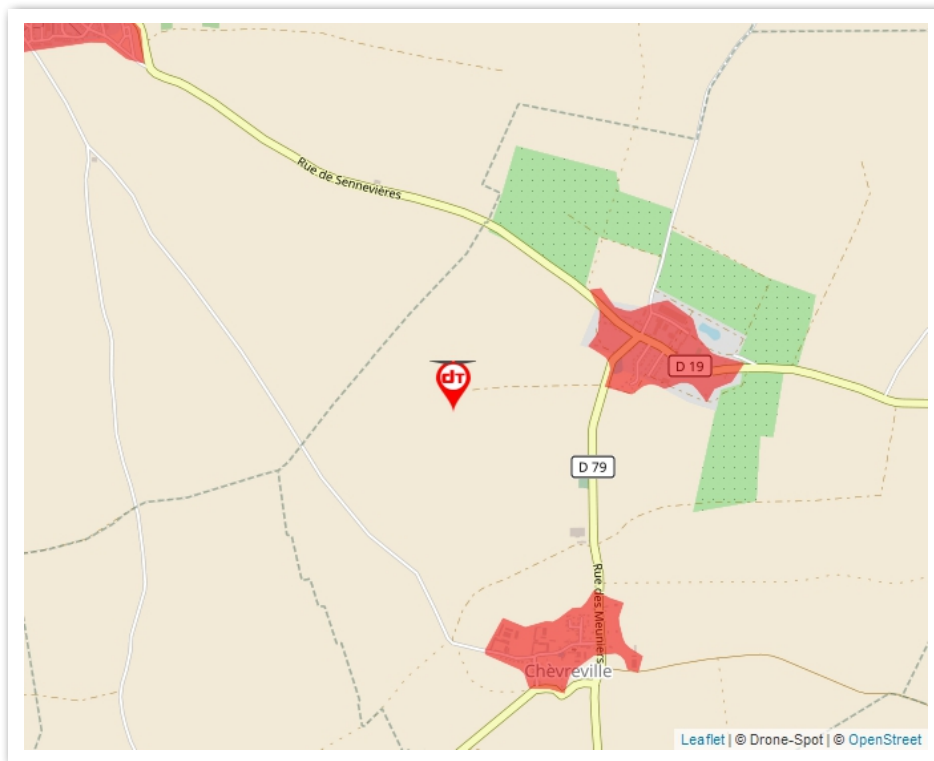 Rue de Sennevières
dT
D 19
D 79
Rue des Meuniers
Chèvreville
Leaflet | © Drone-Spot | © OpenStreet